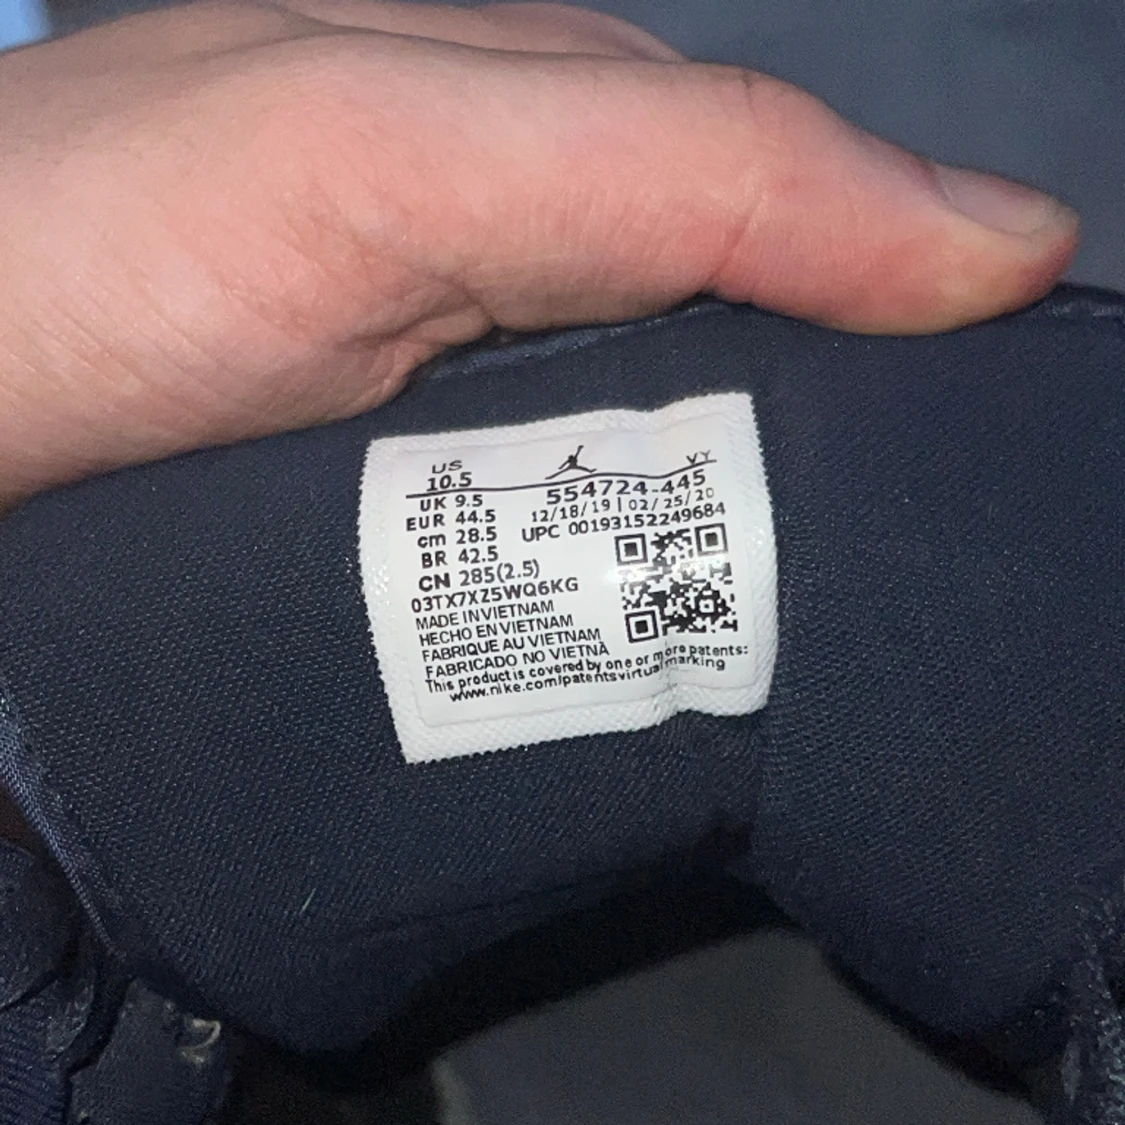 US VY
10.5
UK 9.5 554724-445
EUR 44.5 12/18/19 | 02/25/20
cm 28.5 UPC 00193152249684
BR 42.5
CN 285(2.5)
03TX7XZ5WQ6KG
MADE IN VIETNAM
HECHO EN VIETNAM
FABRIQUE AU VIETNAM
FABRICADO NO VIETNÃ
This product is covered by one or more patents:
www.nike.com/patentsvirtualmarking